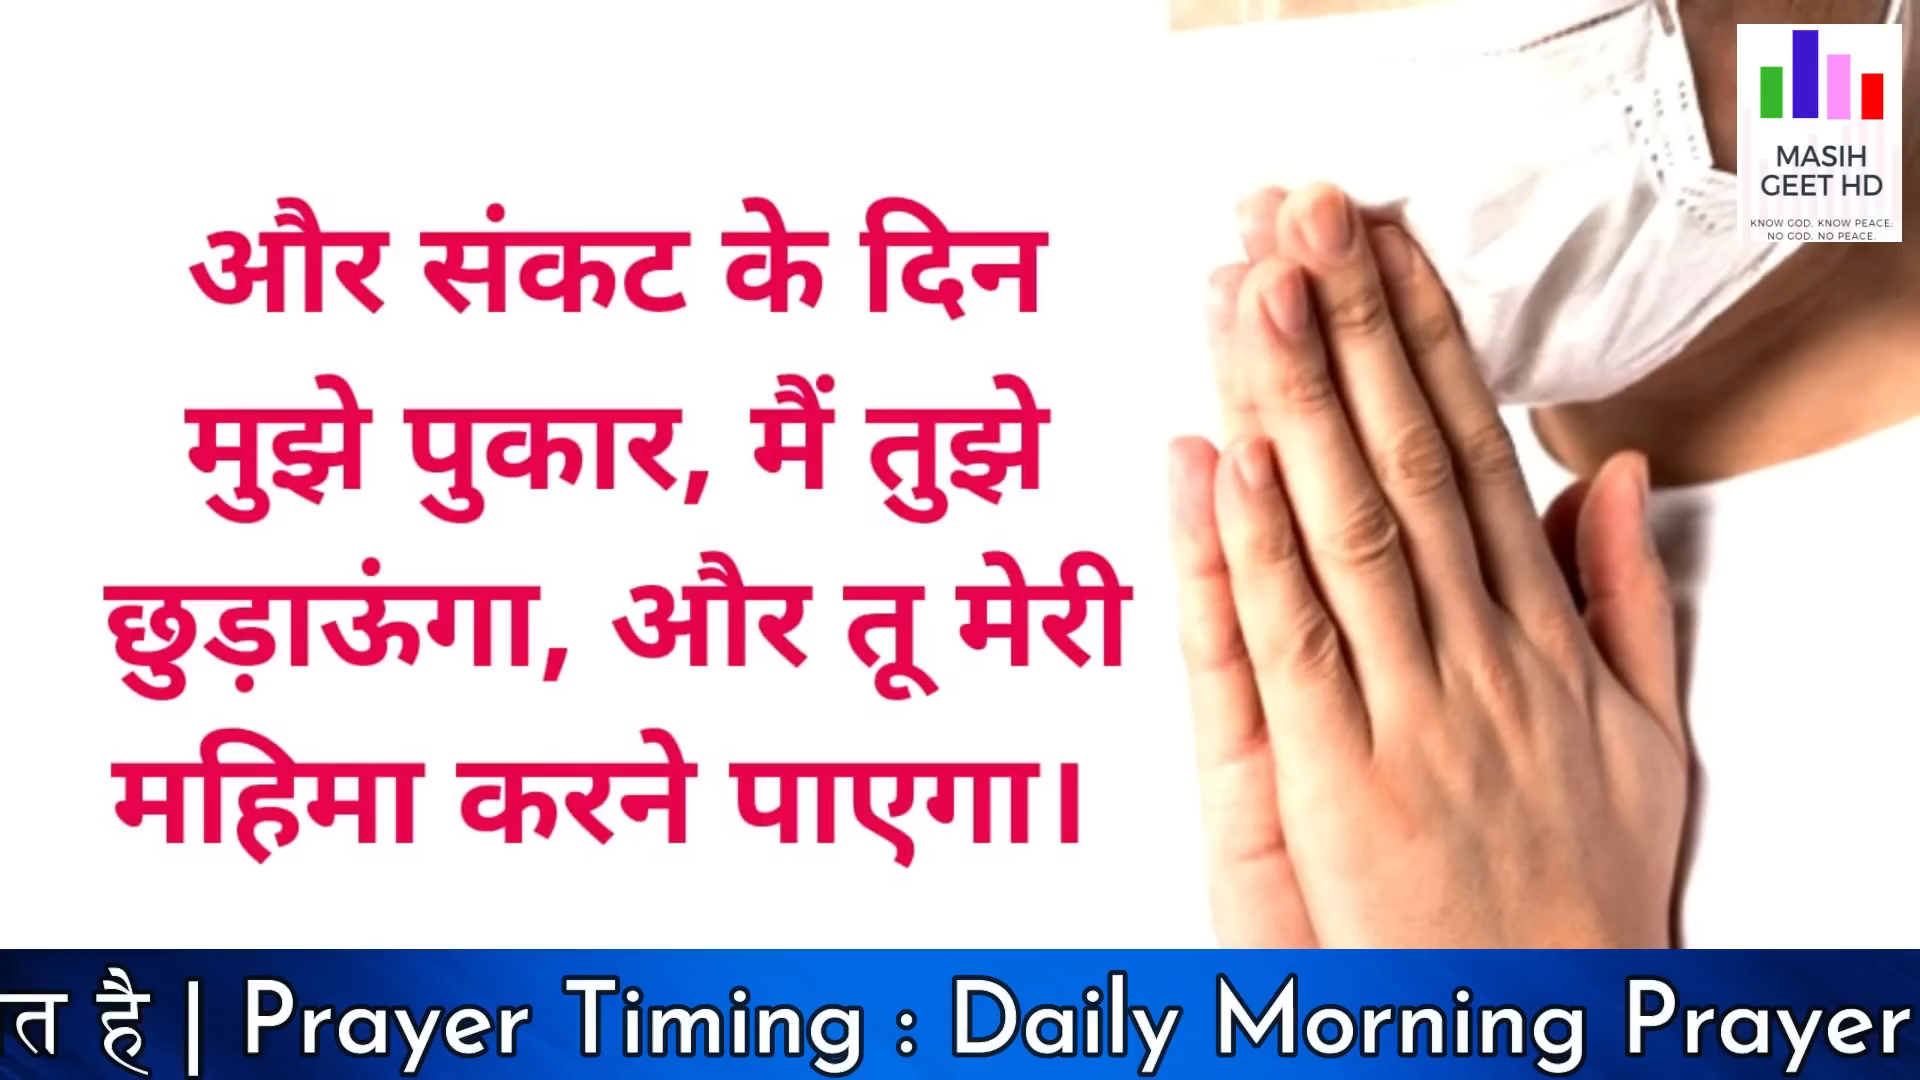 और संकट के दिन
मुझे पुकार, मैं तुझे
छुड़ाऊंगा, और तू मेरी
महिमा करने पाएगा।
MASIH
GEET HD
KNOW GOD. KNOW PEACE.
NO GOD. NO PEACE
है | Prayer Timing : Daily Morning Prayer